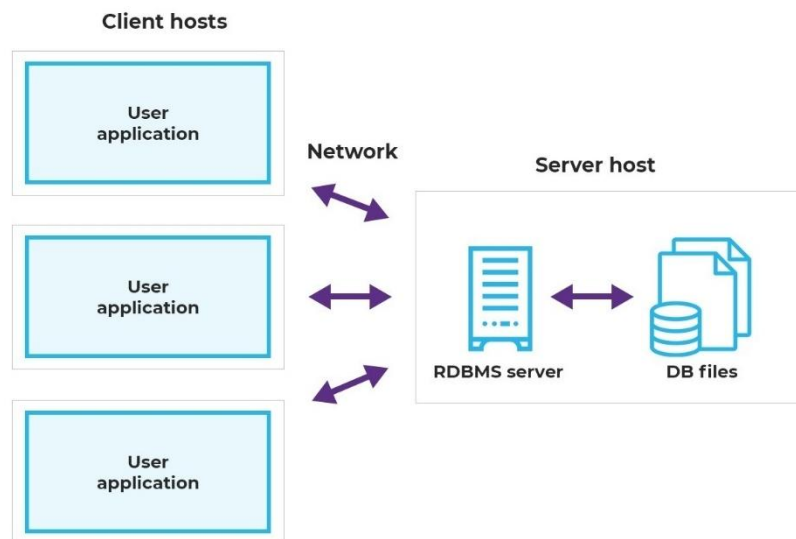 Client hosts
User
application
Network
Server host
User
application
RDBMS server
DB files
User
application